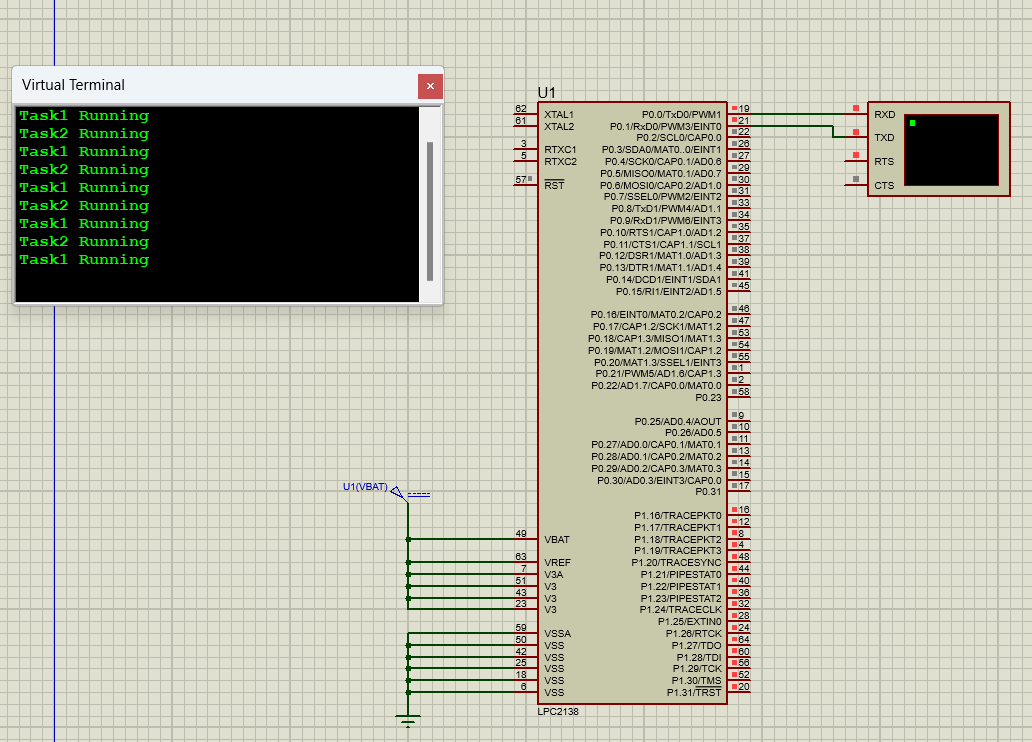 Virtual Terminal
Task1 Running
Task2 Running
Task1 Running
Task2 Running
Task1 Running
Task2 Running
Task1 Running
Task2 Running
Task1 Running
U1
62 XTAL1
61 XTAL2
3 RTXC1
5 RTXC2
57 RST
P0.0/TxD0/PWM1 19
P0.1/RxD0/PWM3/EINT0 21
P0.2/SCL0/CAP0.0 22
P0.3/SDA0/MAT0..0/EINT1 26
P0.4/SCK0/CAP0.1/AD0.6 27
P0.5/MISO0/MAT0.1/AD0.7 29
P0.6/MOSI0/CAP0.2/AD1.0 30
P0.7/SSEL0/PWM2/EINT2 31
P0.8/TxD1/PWM4/AD1.1 33
P0.9/RxD1/PWM6/EINT3 34
P0.10/RTS1/CAP1.0/AD1.2 35
P0.11/CTS1/CAP1.1/SCL1 37
P0.12/DSR1/MAT1.0/AD1.3 38
P0.13/DTR1/MAT1.1/AD1.4 39
P0.14/DCD1/EINT1/SDA1 41
P0.15/RI1/EINT2/AD1.5 45
P0.16/EINT0/MAT0.2/CAP0.2 46
P0.17/CAP1.2/SCK1/MAT1.2 47
P0.18/CAP1.3/MISO1/MAT1.3 53
P0.19/MAT1.2/MOSI1/CAP1.2 54
P0.20/MAT1.3/SSEL1/EINT3 55
P0.21/PWM5/AD1.6/CAP1.3 1
P0.22/AD1.7/CAP0.0/MAT0.0 2
P0.23 58
P0.25/AD0.4/AOUT 9
P0.26/AD0.5 10
P0.27/AD0.0/CAP0.1/MAT0.1 11
P0.28/AD0.1/CAP0.2/MAT0.2 13
P0.29/AD0.2/CAP0.3/MAT0.3 14
P0.30/AD0.3/EINT3/CAP0.0 15
P0.31 17
P1.16/TRACEPKT0 16
P1.17/TRACEPKT1 12
P1.18/TRACEPKT2 8
P1.19/TRACEPKT3 4
P1.20/TRACESYNC 48
P1.21/PIPESTAT0 44
P1.22/PIPESTAT1 40
P1.23/PIPESTAT2 36
P1.24/TRACECLK 32
P1.25/EXTIN0 28
P1.26/RTCK 24
P1.27/TDO 64
P1.28/TDI 60
P1.29/TCK 56
P1.30/TMS 52
P1.31/TRST 20
U1(VBAT)
49 VBAT
63 VREF
7 V3A
51 V3
43 V3
23 V3
59 VSSA
50 VSS
42 VSS
25 VSS
18 VSS
6 VSS
LPC2138
RXD
TXD
RTS
CTS